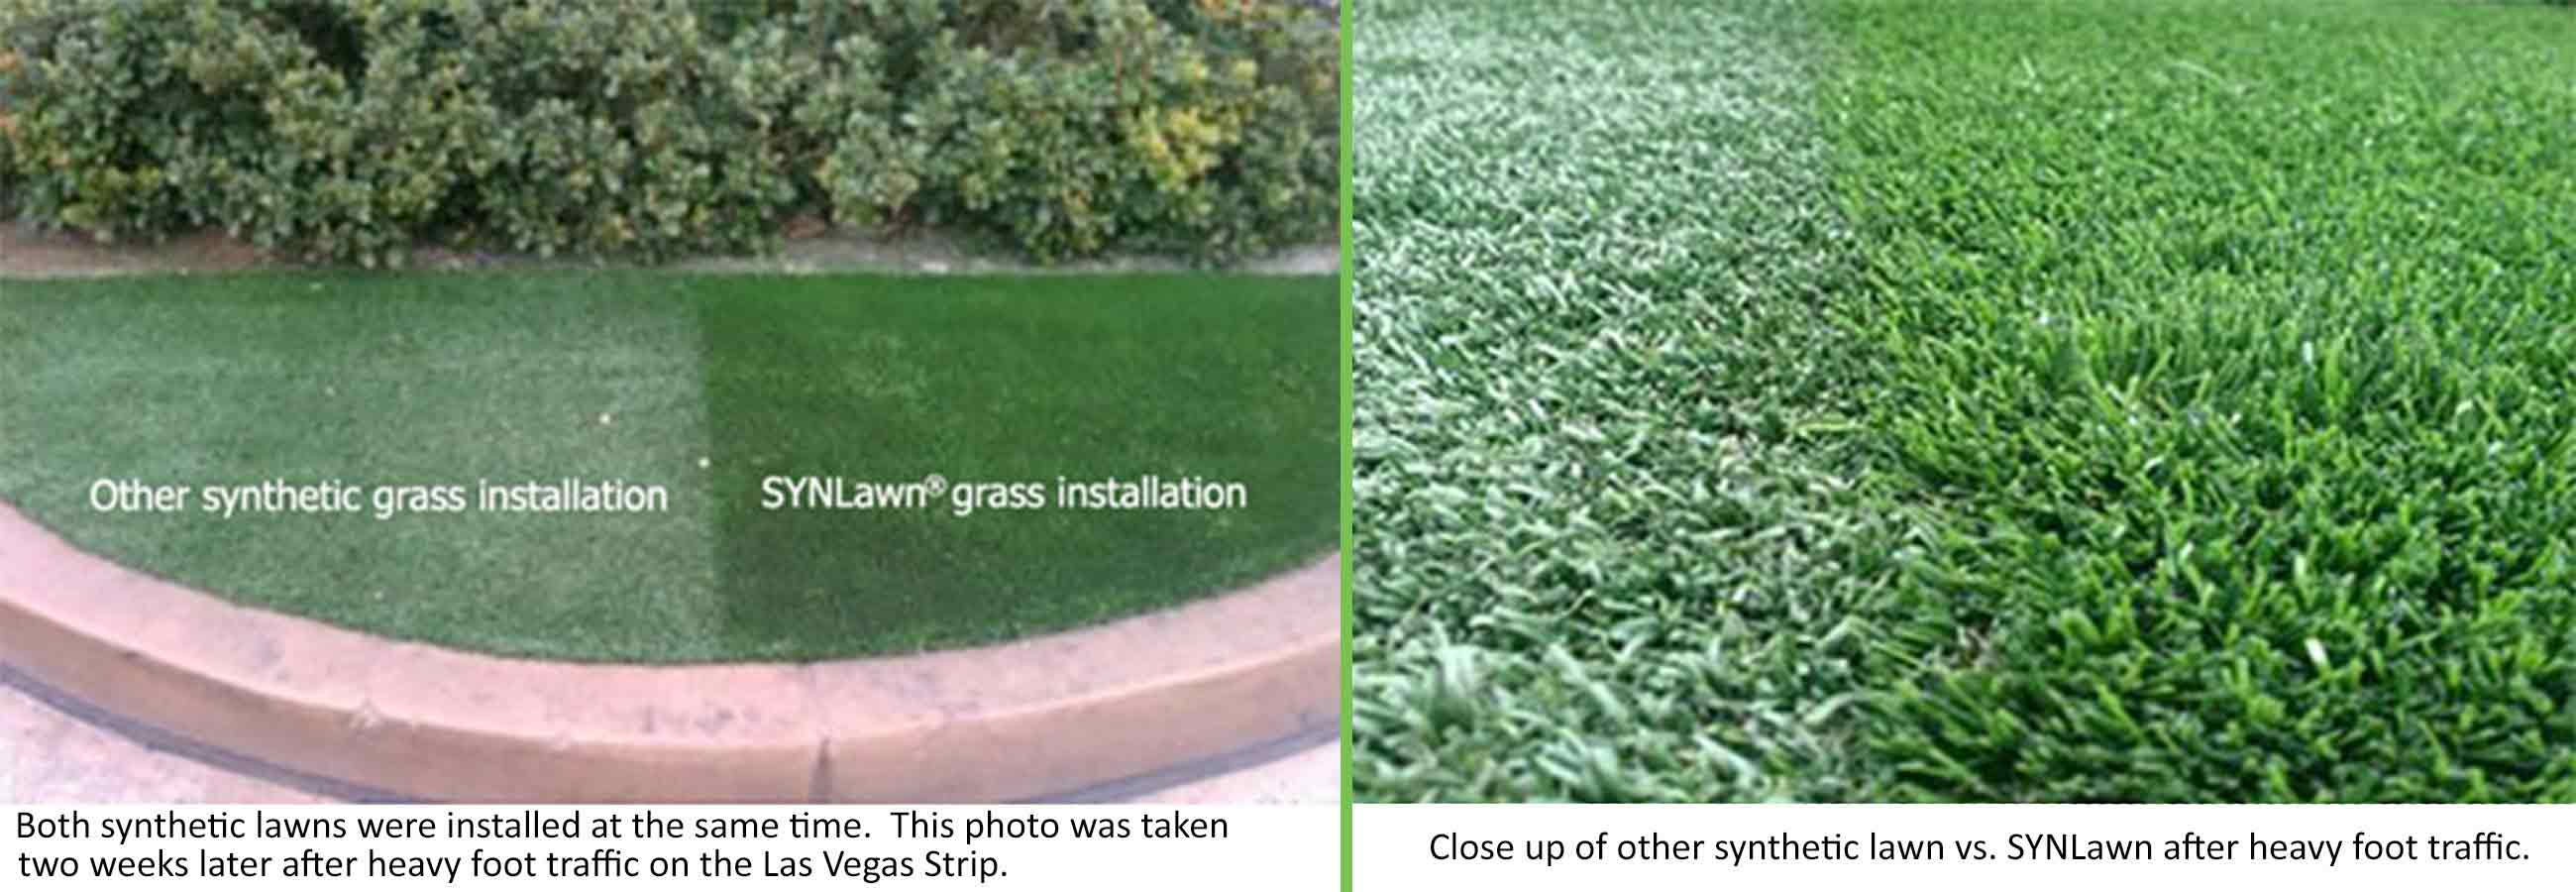 Other synthetic grass installation
SYNLawn® grass installation
Both synthetic lawns were installed at the same time.  This photo was taken
two weeks later after heavy foot traffic on the Las Vegas Strip.
Close up of other synthetic lawn vs. SYNLawn after heavy foot traffic.